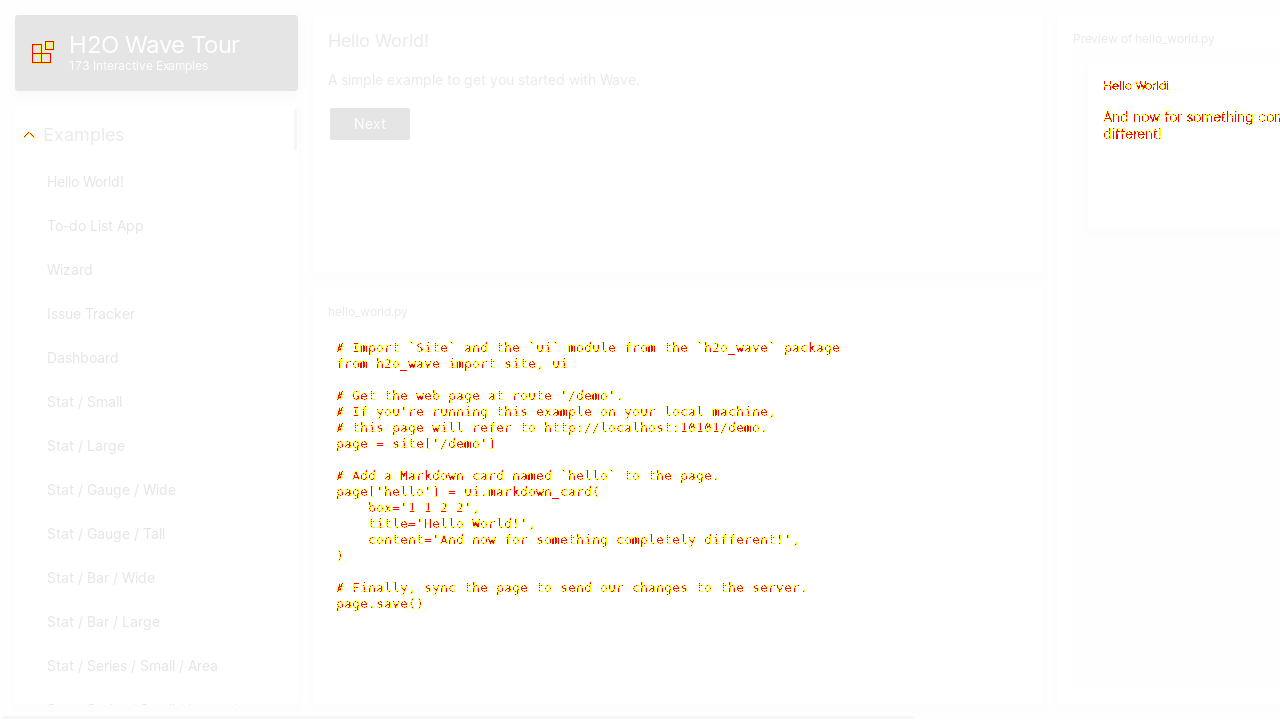 H2O Wave Tour
173 Interactive Examples
Examples
Hello World!
To-do List App
Wizard
Issue Tracker
Dashboard
Stat / Small
Stat / Large
Stat / Gauge / Wide
Stat / Gauge / Tall
Stat / Bar / Wide
Stat / Bar / Large
Stat / Series / Small / Area
Hello World!
A simple example to get you started with Wave.
Next
hello_world.py
# Import `Site` and the `ui` module from the `h2o_wave` package
from h2o_wave import site, ui
# Get the web page at route '/demo'.
# If you're running this example on your local machine,
# this page will refer to http://localhost:10101/demo.
page = site['/demo']
# Add a Markdown card named `hello` to the page.
page['hello'] = ui.markdown_card(
    box='1 1 2 2',
    title='Hello World!',
    content='And now for something completely different!',
)
# Finally, sync the page to send our changes to the server.
page.save()
Preview of hello_world.py
Hello World!
And now for something
different!